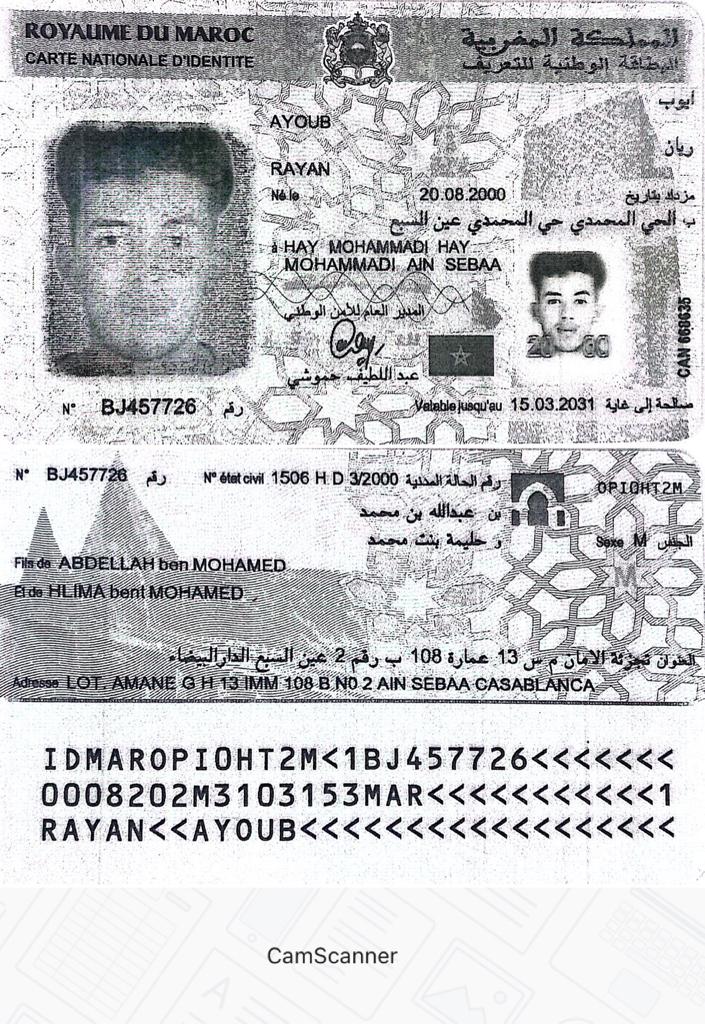 ROYAUME DU MAROC
المملكة المغربية
CARTE NATIONALE D'IDENTITE
البطاقة الوطنية للتعريف
أيوب
AYOUB
ريان
RAYAN
Né le 20.08.2000 مزداد بتاريخ
ب الحي المحمدي حي المحمدي عين السبع
à HAY MOHAMMADI HAY
MOHAMMADI AIN SEBAA
المدير العام للأمن الوطني
عبد اللطيف حموشي
CAN 668635
N° BJ457726 رقم
Valable jusqu'au 15.03.2031 صالحة إلى غاية
N° BJ457726 رقم
N° état civil 1506 H D 3/2000 رقم الحالة المدنية
OPIOHT2M
بن عبدالله بن محمد
و حليمة بنت محمد
Sexe M الجنس
M
Fils de ABDELLAH ben MOHAMED
Et de HLIMA bent MOHAMED
العنوان تجزئة الامان م س 13 عمارة 108 ب رقم 2 عين السبع الدارالبيضاء
Adresse LOT. AMANE G H 13 IMM 108 B N0 2 AIN SEBAA CASABLANCA
IDMAROPIOHT2M<1BJ457726<<<<<<<
0008202M3103153MAR<<<<<<<<<<<1
RAYAN<<AYOUB<<<<<<<<<<<<<<<<<<
CamScanner